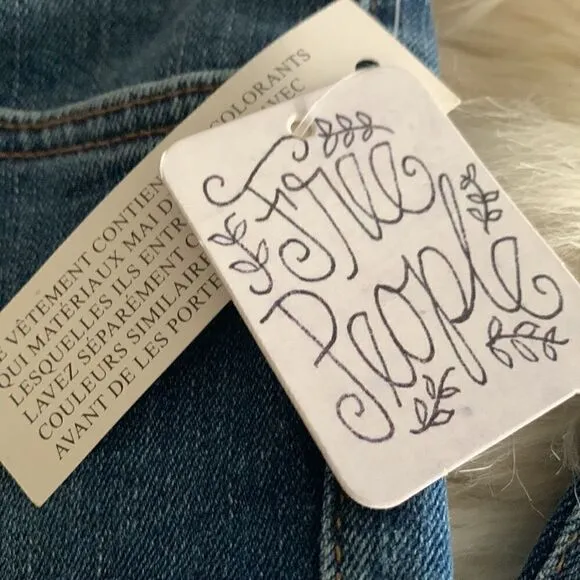 Free
People
COLORANTS
VEC
VÊTEMENT CONTIEN
QUI MATÉRIAUX MAI D
LESQUELLES ILS ENTR
LAVEZ SÉPARÉMENT C
COULEURS SIMILAIRE
AVANT DE LES PORTE